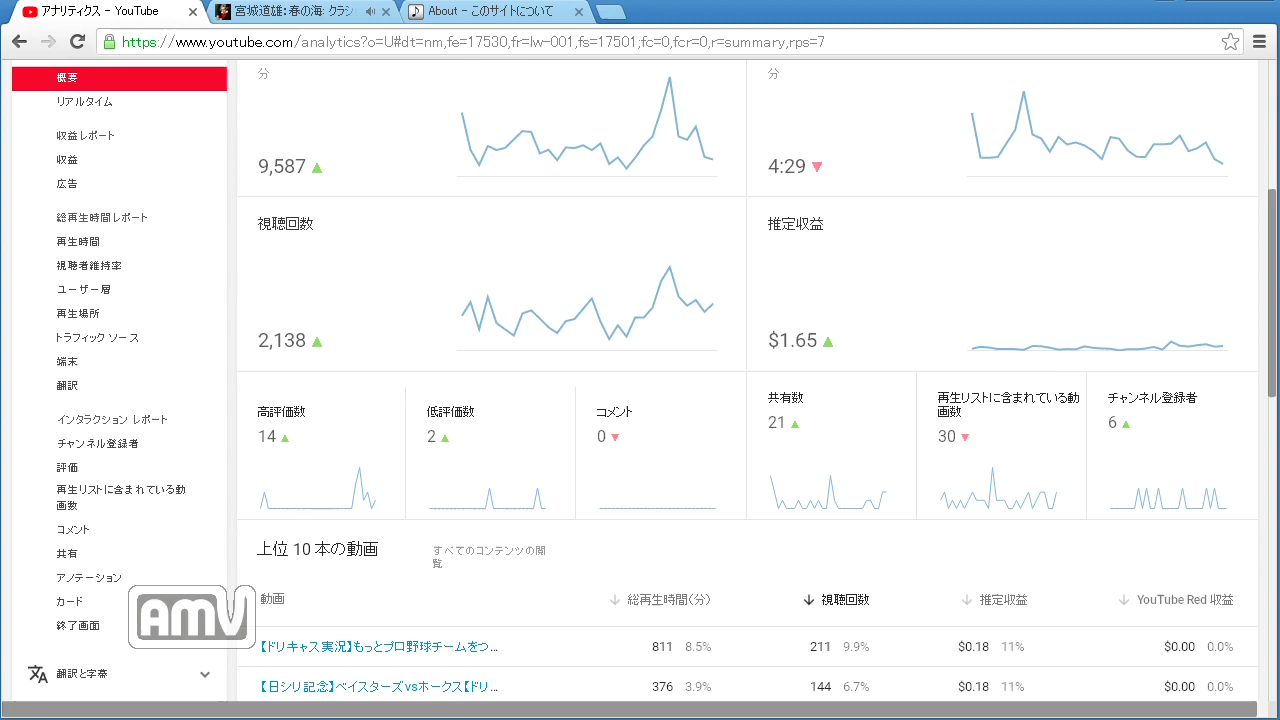 アナリティクス - YouTube
宮城道雄:春の海: クラシ
About - このサイトについて
https://www.youtube.com/analytics?o=U#dt=nm,fe=17530,fr=lw-001,fs=17501,fc=0,fcr=0,r=summary,rps=7
概要
リアルタイム
収益レポート
収益
広告
総再生時間レポート
再生時間
視聴者維持率
ユーザー層
再生場所
トラフィック ソース
端末
翻訳
インタラクション レポート
チャンネル登録者
評価
再生リストに含まれている動
画数
コメント
共有
アノテーション
カード
終了画面
翻訳と字幕
分
9,587
分
4:29
視聴回数
2,138
推定収益
$1.65
高評価数
14
低評価数
2
コメント
0
共有数
21
再生リストに含まれている動
画数
30
チャンネル登録者
6
上位 10 本の動画
すべてのコンテンツの閲
覧
動画 総再生時間(分) 視聴回数 推定収益 YouTube Red 収益
【ドリキャス実況】もっとプロ野球チームをつ... 811 8.5% 211 9.9% $0.18 11% $0.00 0.0%
【日シリ記念】ベイスターズvsホークス【ドリ... 376 3.9% 144 6.7% $0.18 11% $0.00 0.0%
AMV